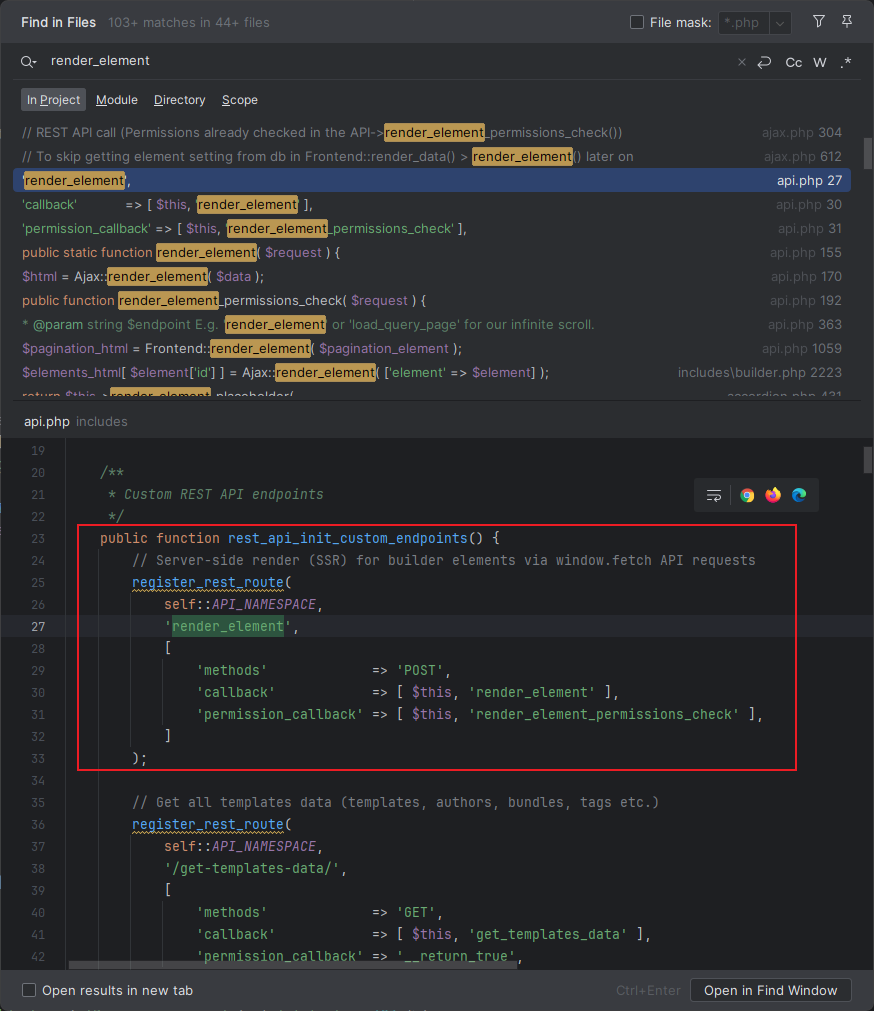 Find in Files 103+ matches in 44+ files File mask: *.php
render_element Cc W .*
In Project Module Directory Scope
// REST API call (Permissions already checked in the API->render_element_permissions_check()) ajax.php 304
// To skip getting element setting from db in Frontend::render_data() > render_element() later on ajax.php 612
'render_element', api.php 27
'callback' => [ $this, 'render_element' ], api.php 30
'permission_callback' => [ $this, 'render_element_permissions_check' ], api.php 31
public static function render_element( $request ) { api.php 155
$html = Ajax::render_element( $data ); api.php 170
public function render_element_permissions_check( $request ) { api.php 192
* @param string $endpoint E.g. 'render_element' or 'load_query_page' for our infinite scroll. api.php 363
$pagination_html = Frontend::render_element( $pagination_element ); api.php 1059
$elements_html[ $element['id'] ] = Ajax::render_element( ['element' => $element] ); includes\builder.php 2223
return $this->render_element_placeholder( accordion.php 431
api.php includes
19
20 /**
21 * Custom REST API endpoints
22 */
23 public function rest_api_init_custom_endpoints() {
24 // Server-side render (SSR) for builder elements via window.fetch API requests
25 register_rest_route(
26 self::API_NAMESPACE,
27 'render_element',
28 [
29 'methods' => 'POST',
30 'callback' => [ $this, 'render_element' ],
31 'permission_callback' => [ $this, 'render_element_permissions_check' ],
32 ]
33 );
34
35 // Get all templates data (templates, authors, bundles, tags etc.)
36 register_rest_route(
37 self::API_NAMESPACE,
38 '/get-templates-data/',
39 [
40 'methods' => 'GET',
41 'callback' => [ $this, 'get_templates_data' ],
42 'permission_callback' => '__return_true',
Open results in new tab Ctrl+Enter Open in Find Window